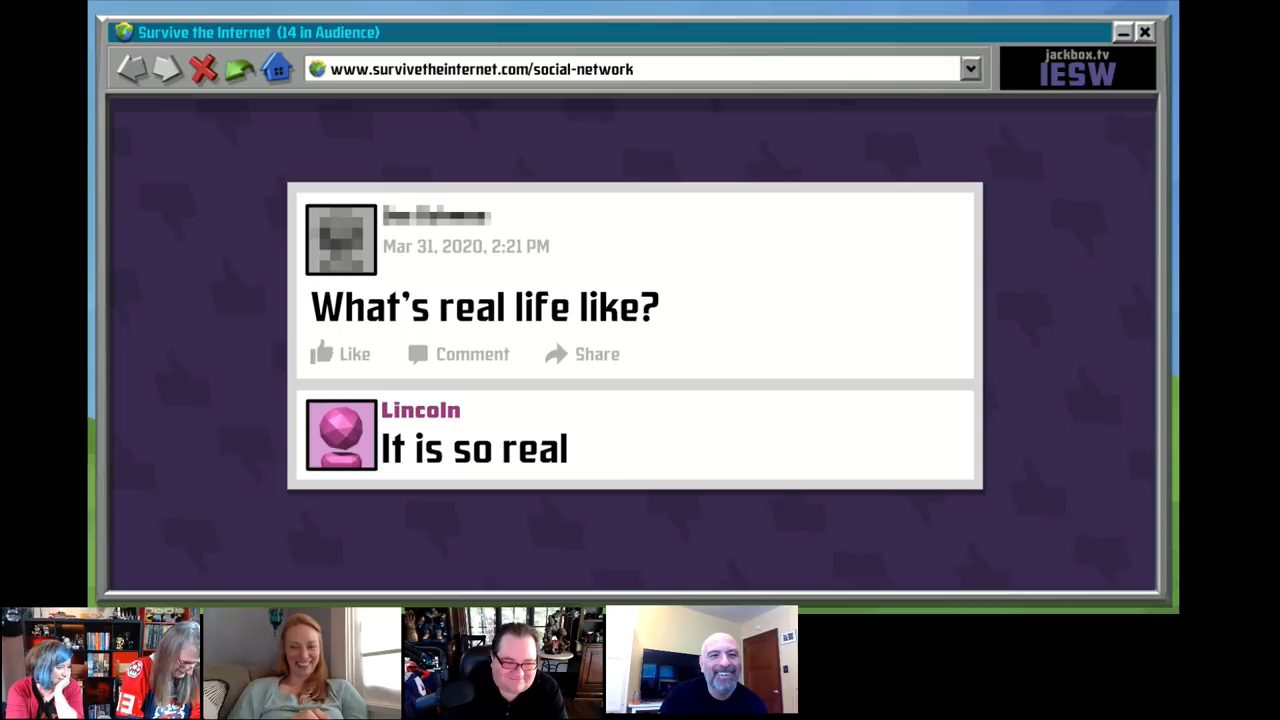 Survive the Internet (14 in Audience)
www.survivetheinternet.com/social-network
jackbox.tv
IESW
Mar 31, 2020, 2:21 PM
What's real life like?
Like
Comment
Share
Lincoln
It is so real